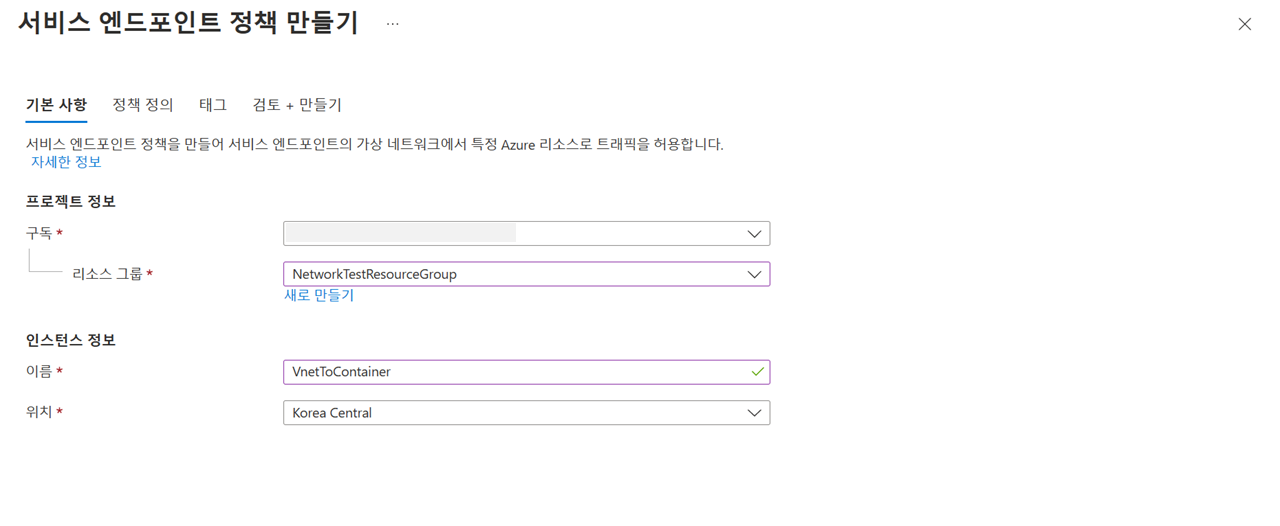 서비스 엔드포인트 정책 만들기 ...
기본 사항 정책 정의 태그 검토 + 만들기
서비스 엔드포인트 정책을 만들어 서비스 엔드포인트의 가상 네트워크에서 특정 Azure 리소스로 트래픽을 허용합니다.
자세한 정보
프로젝트 정보
구독 *
리소스 그룹 * NetworkTestResourceGroup
새로 만들기
인스턴스 정보
이름 * VnetToContainer
위치 * Korea Central